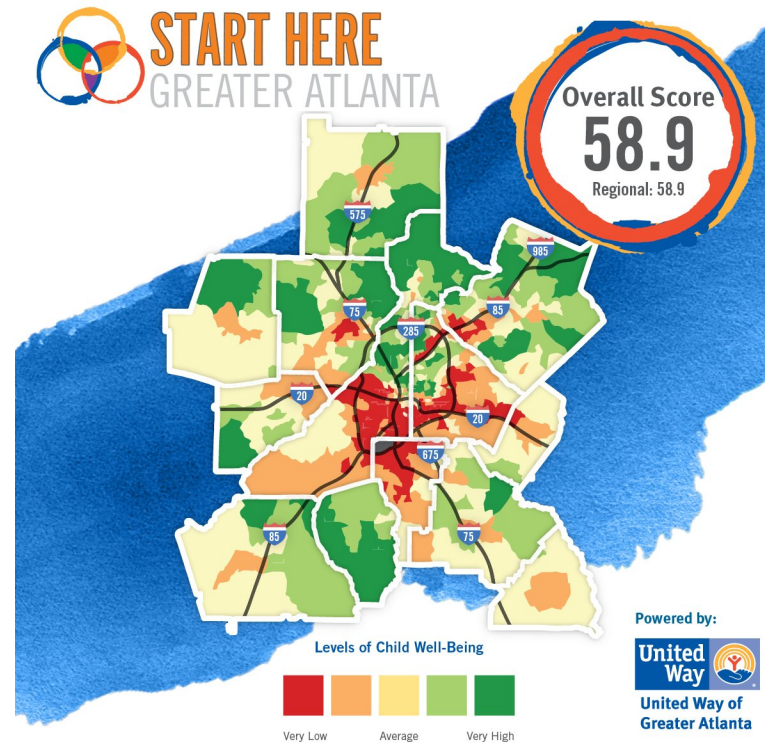 START HERE
GREATER ATLANTA
Overall Score
58.9
Regional: 58.9
575
985
75
85
285
20
20
675
85
75
Powered by:
United
Way
United Way of
Greater Atlanta
Levels of Child Well-Being
Very Low
Average
Very High